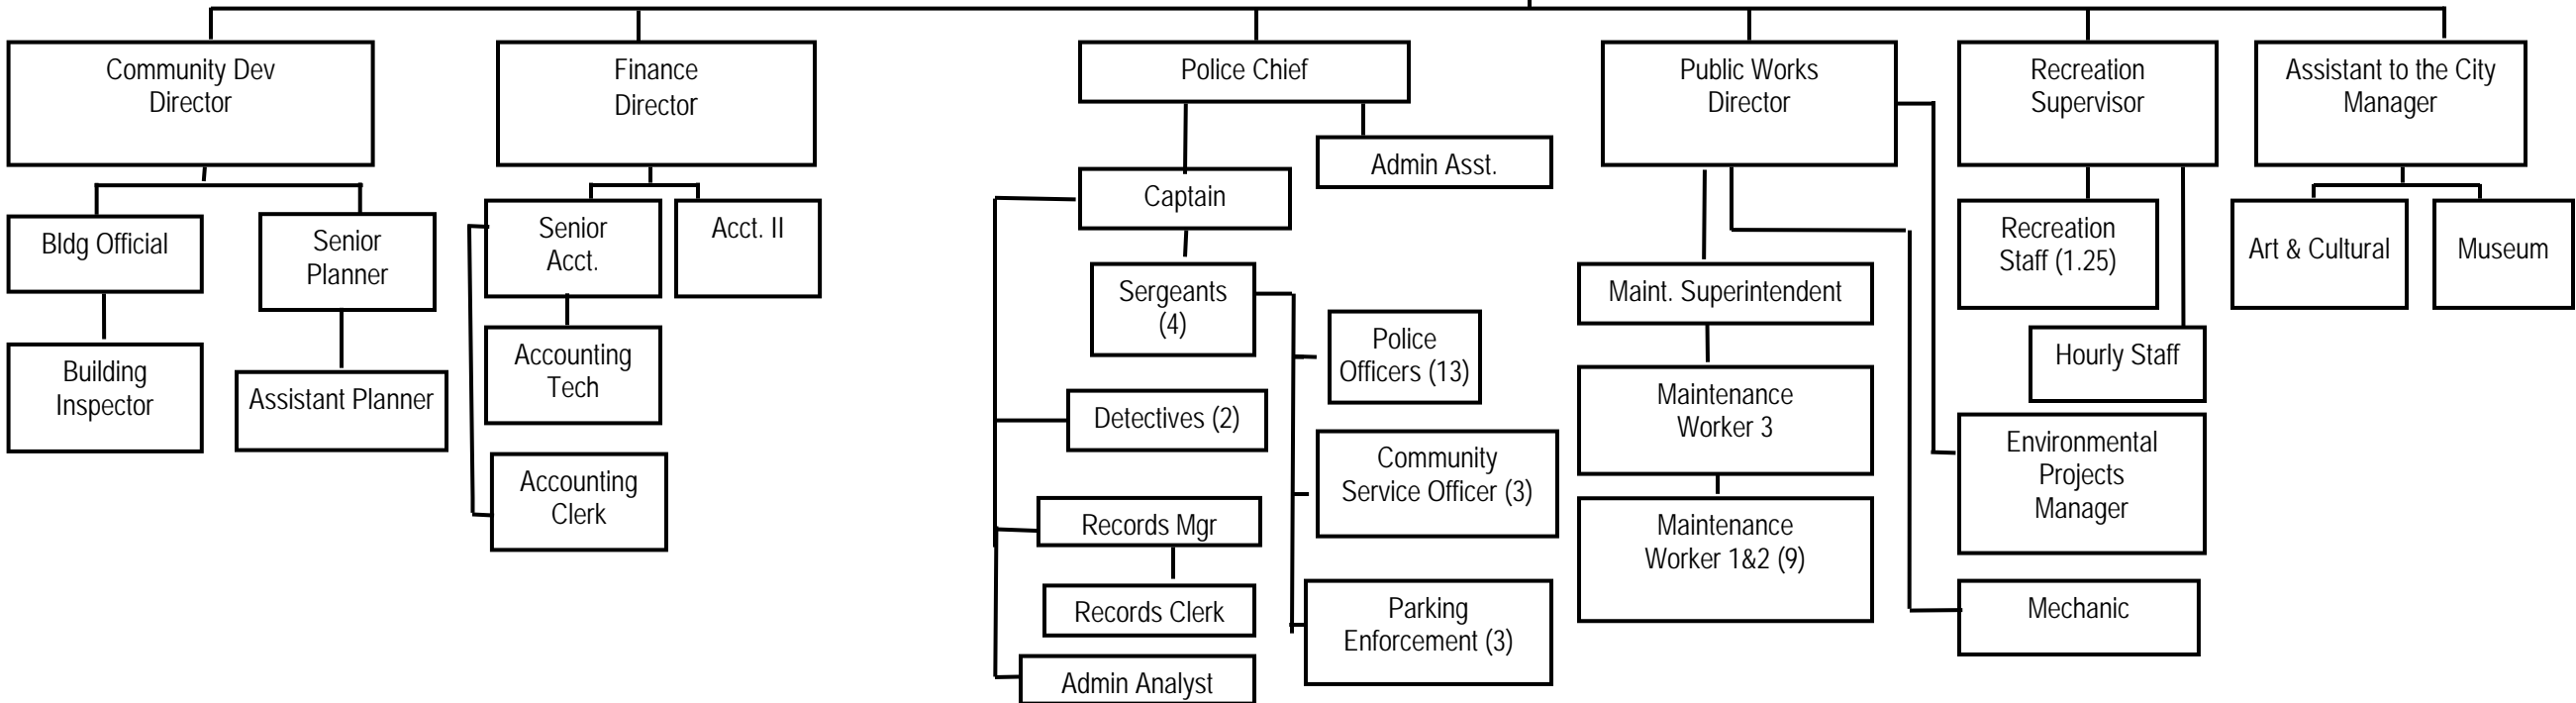 Community Dev
Director
Finance
Director
Police Chief
Public Works
Director
Recreation
Supervisor
Assistant to the City
Manager
Admin Asst.
Captain
Bldg Official
Senior
Planner
Senior
Acct.
Acct. II
Recreation
Staff (1.25)
Art & Cultural
Museum
Sergeants
(4)
Maint. Superintendent
Police
Officers (13)
Hourly Staff
Building
Inspector
Assistant Planner
Accounting
Tech
Detectives (2)
Maintenance
Worker 3
Community
Service Officer (3)
Environmental
Projects
Manager
Accounting
Clerk
Records Mgr
Maintenance
Worker 1&2 (9)
Records Clerk
Parking
Enforcement (3)
Mechanic
Admin Analyst